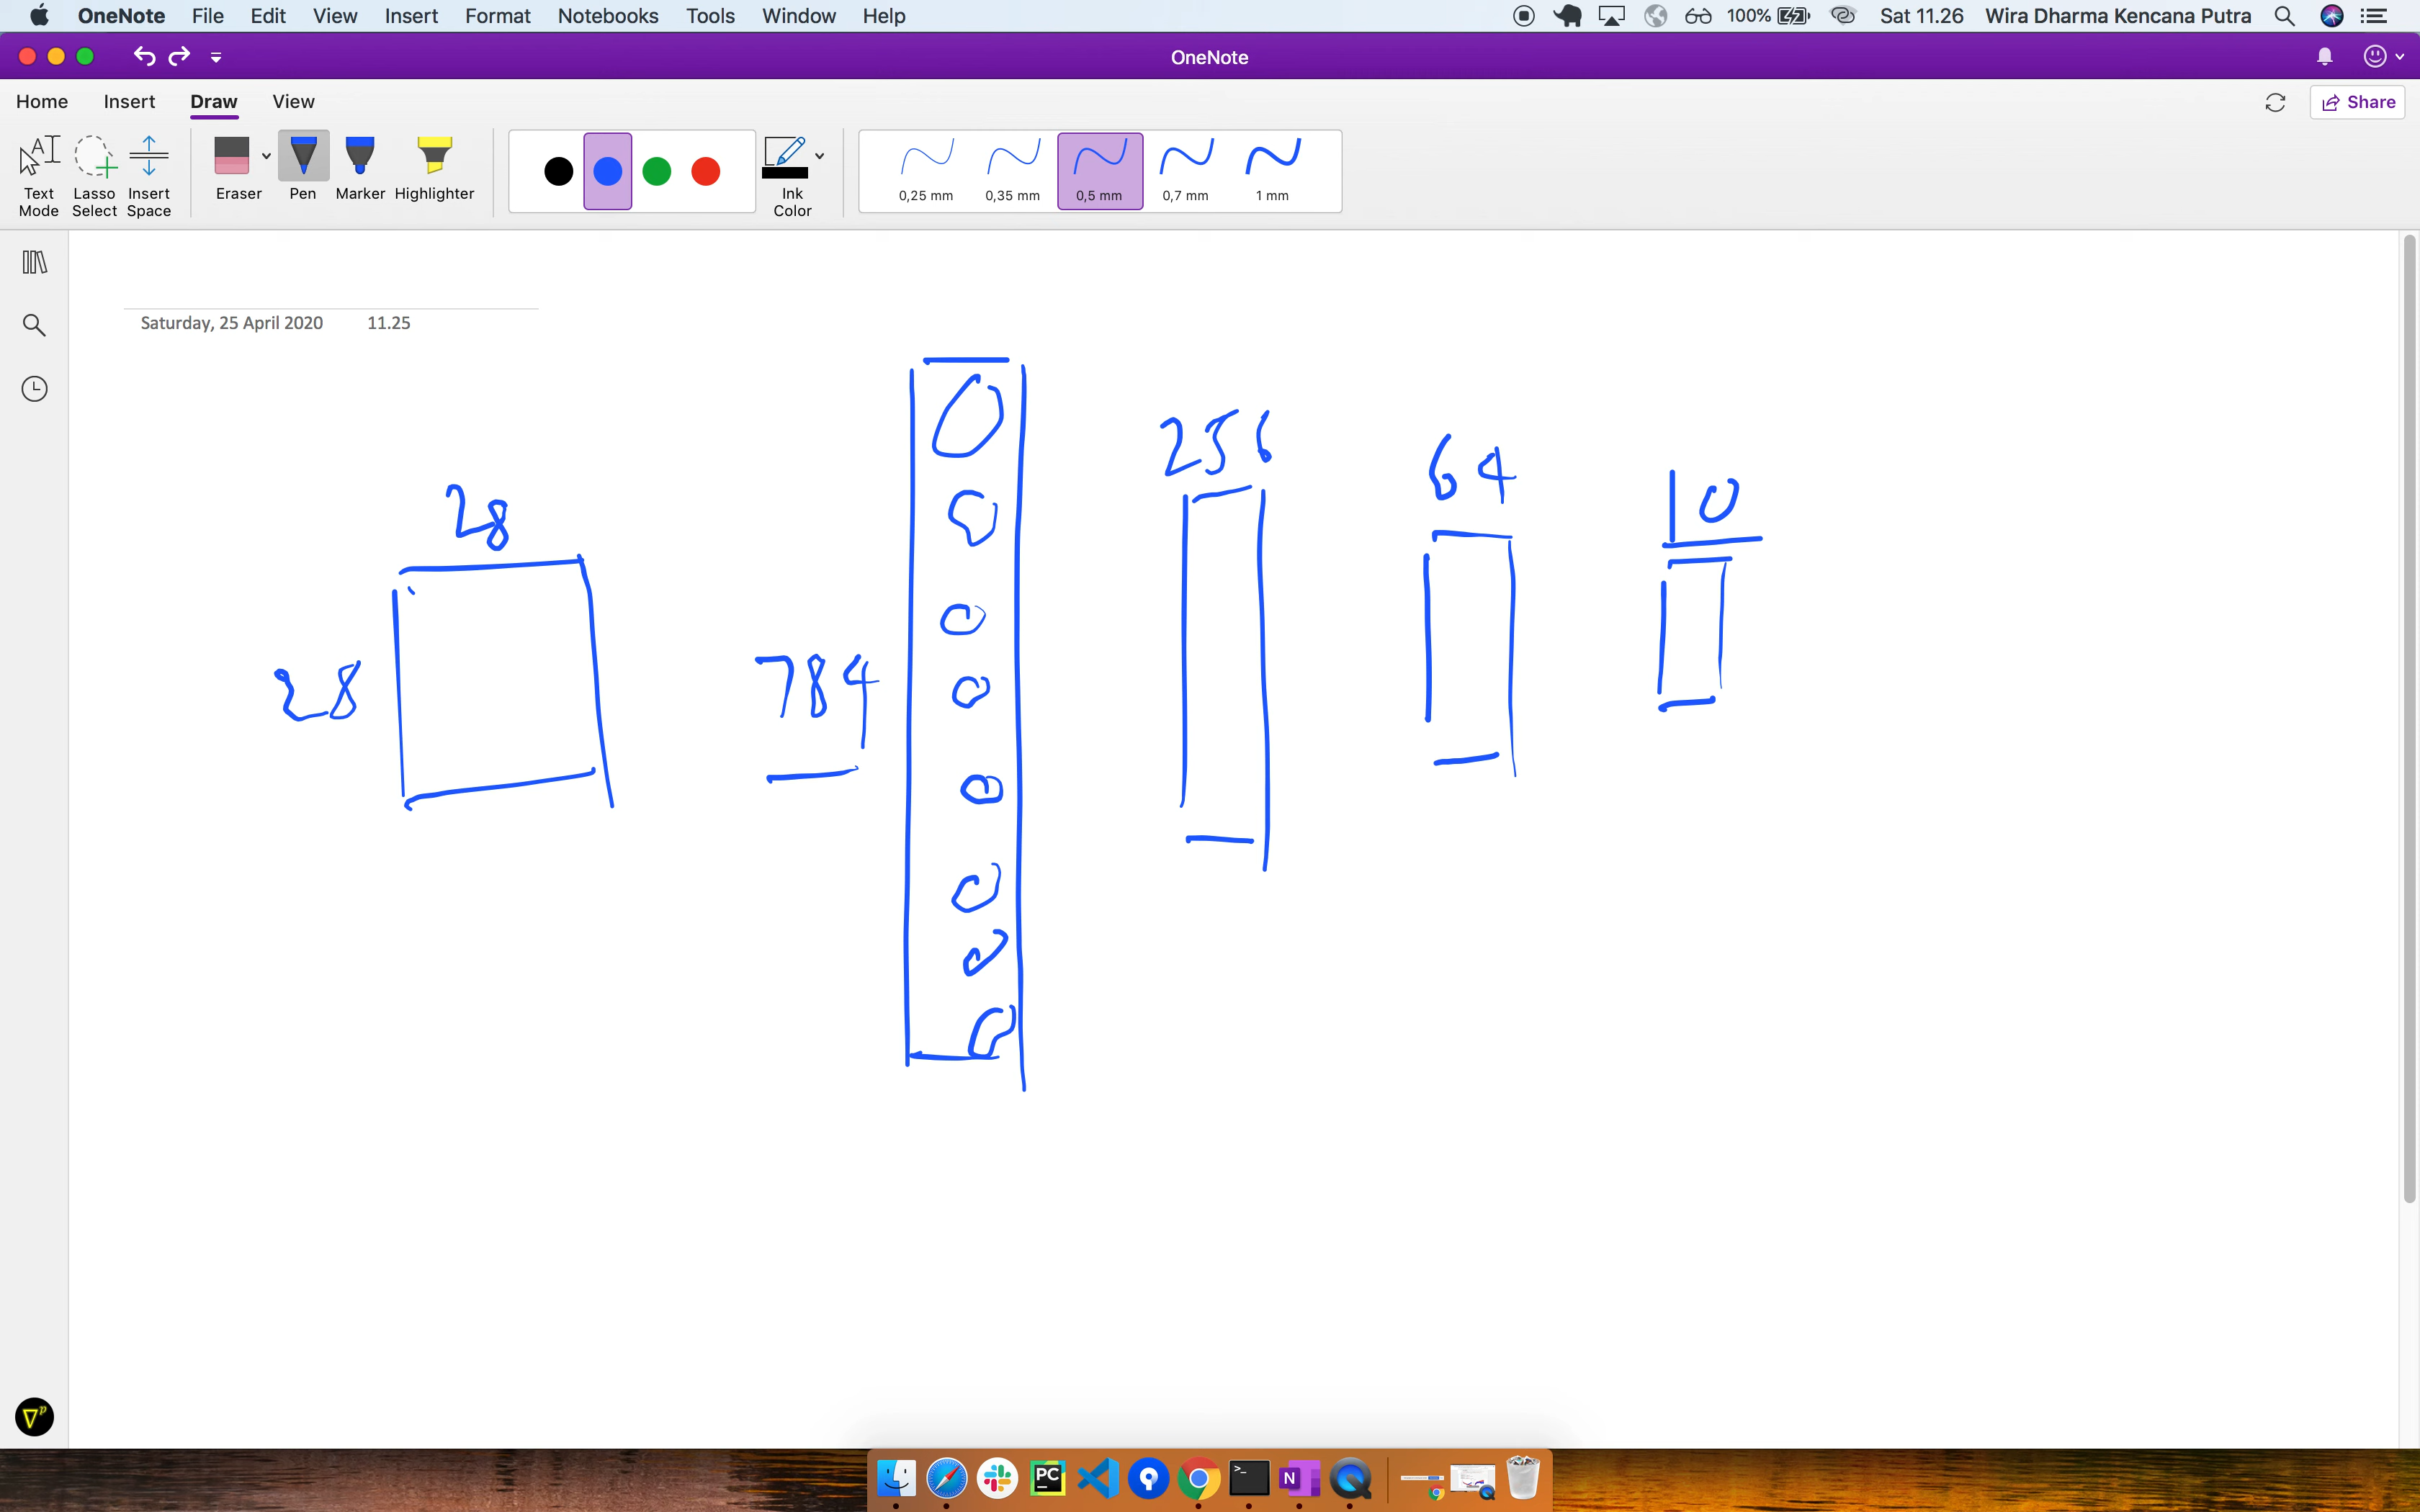 OneNote File Edit View Insert Format Notebooks Tools Window Help 100% Sat 11.26 Wira Dharma Kencana Putra
OneNote
Home Insert Draw View Share
Text Mode Lasso Select Insert Space Eraser Pen Marker Highlighter Ink Color 0,25 mm 0,35 mm 0,5 mm 0,7 mm 1 mm
Saturday, 25 April 2020 11.25
256
64
10
28
28
784
PC
N